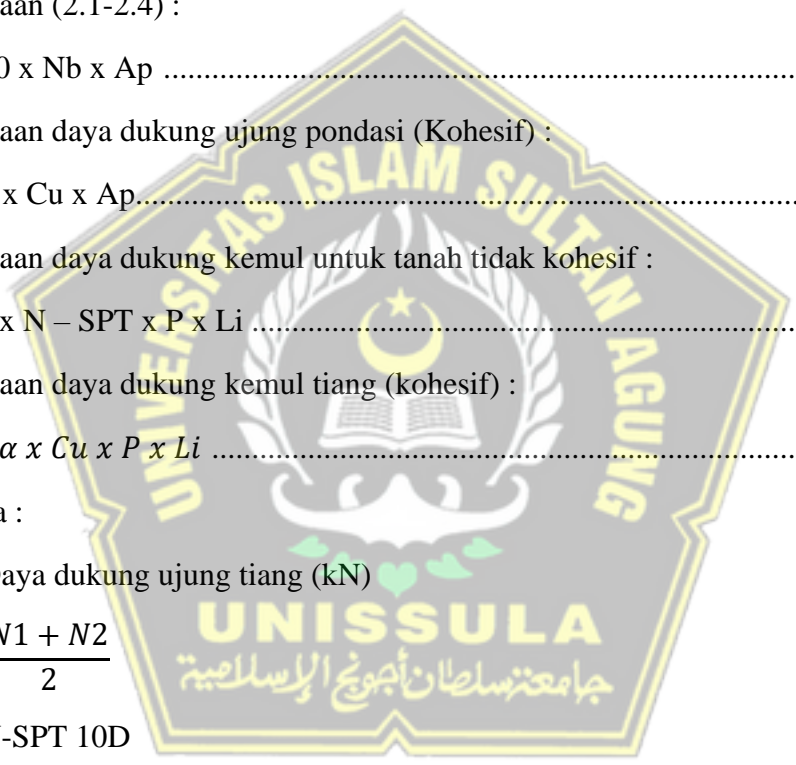 aan (2.1-2.4) :
0 x Nb x Ap ................................................................................
aan daya dukung ujung pondasi (Kohesif) :
x Cu x Ap...................................................................................
aan daya dukung kemul untuk tanah tidak kohesif :
x N – SPT x P x Li .....................................................................
aan daya dukung kemul tiang (kohesif) :
α x Cu x P x Li ..........................................................................
a :
aya dukung ujung tiang (kN)
N1 + N2
2
-SPT 10D
UNIVERSITAS ISLAM SULTAN AGUNG
UNISSULA
جامعتنسلطان أجونج الإسلامية